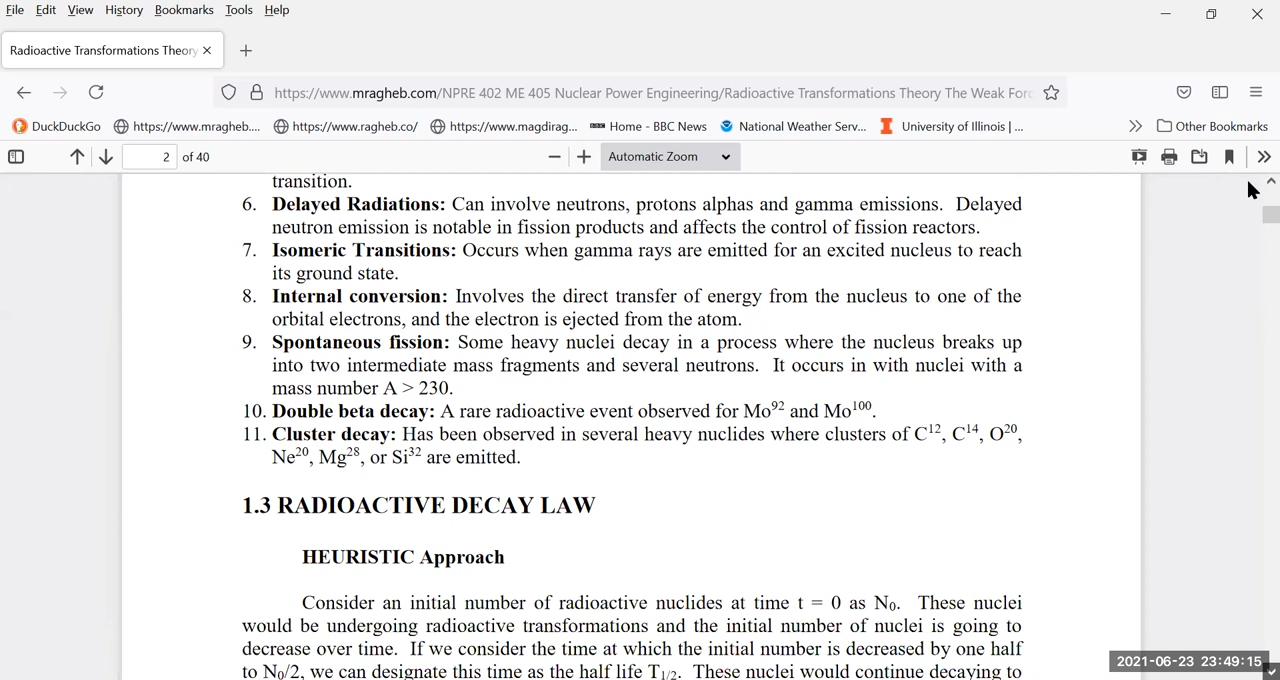 File Edit View History Bookmarks Tools Help
Radioactive Transformations Theory
https://www.mragheb.com/NPRE 402 ME 405 Nuclear Power Engineering/Radioactive Transformations Theory The Weak Forc
DuckDuckGo https://www.mragheb.... https://www.ragheb.co/ https://www.magdirag... BBC Home - BBC News National Weather Serv... University of Illinois | ... Other Bookmarks
2 of 40 Automatic Zoom
transition.
6. Delayed Radiations: Can involve neutrons, protons alphas and gamma emissions. Delayed
neutron emission is notable in fission products and affects the control of fission reactors.
7. Isomeric Transitions: Occurs when gamma rays are emitted for an excited nucleus to reach
its ground state.
8. Internal conversion: Involves the direct transfer of energy from the nucleus to one of the
orbital electrons, and the electron is ejected from the atom.
9. Spontaneous fission: Some heavy nuclei decay in a process where the nucleus breaks up
into two intermediate mass fragments and several neutrons. It occurs in with nuclei with a
mass number A > 230.
10. Double beta decay: A rare radioactive event observed for Mo⁹² and Mo¹⁰⁰.
11. Cluster decay: Has been observed in several heavy nuclides where clusters of C¹², C¹⁴, O²⁰,
Ne²⁰, Mg²⁸, or Si³² are emitted.
1.3 RADIOACTIVE DECAY LAW
HEURISTIC Approach
Consider an initial number of radioactive nuclides at time t = 0 as N₀. These nuclei
would be undergoing radioactive transformations and the initial number of nuclei is going to
decrease over time. If we consider the time at which the initial number is decreased by one half
to N₀/2, we can designate this time as the half life T₁/₂. These nuclei would continue decaying to
2021-06-23 23:49:15